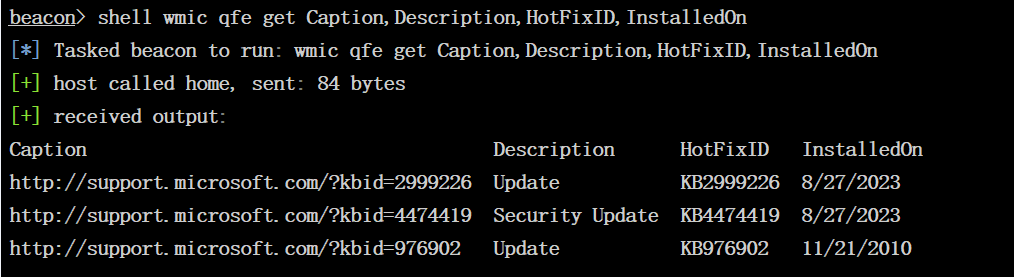 beacon> shell wmic qfe get Caption,Description,HotFixID,InstalledOn
[*] Tasked beacon to run: wmic qfe get Caption,Description,HotFixID,InstalledOn
[+] host called home, sent: 84 bytes
[+] received output:
Caption Description HotFixID InstalledOn
http://support.microsoft.com/?kbid=2999226 Update KB2999226 8/27/2023
http://support.microsoft.com/?kbid=4474419 Security Update KB4474419 8/27/2023
http://support.microsoft.com/?kbid=976902 Update KB976902 11/21/2010